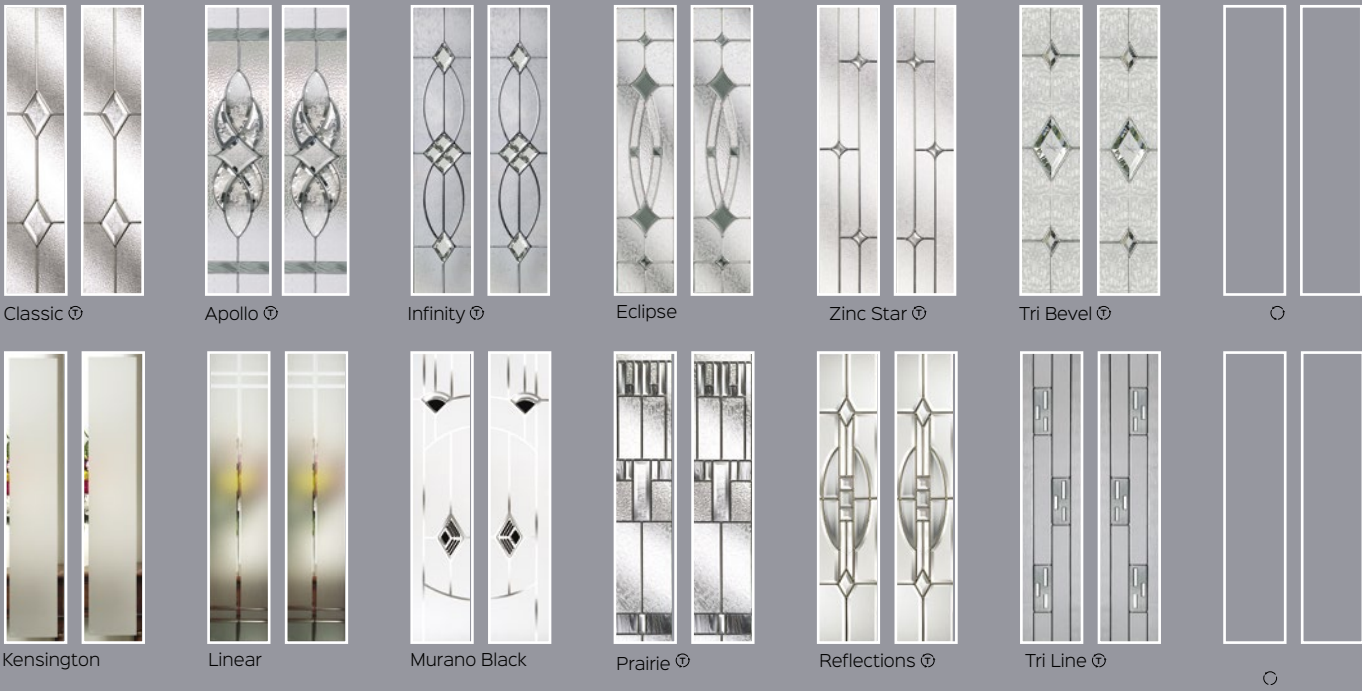 Classic Ⓣ
Apollo Ⓣ
Infinity Ⓣ
Eclipse
Zinc Star Ⓣ
Tri Bevel Ⓣ
Kensington
Linear
Murano Black
Prairie Ⓣ
Reflections Ⓣ
Tri Line Ⓣ